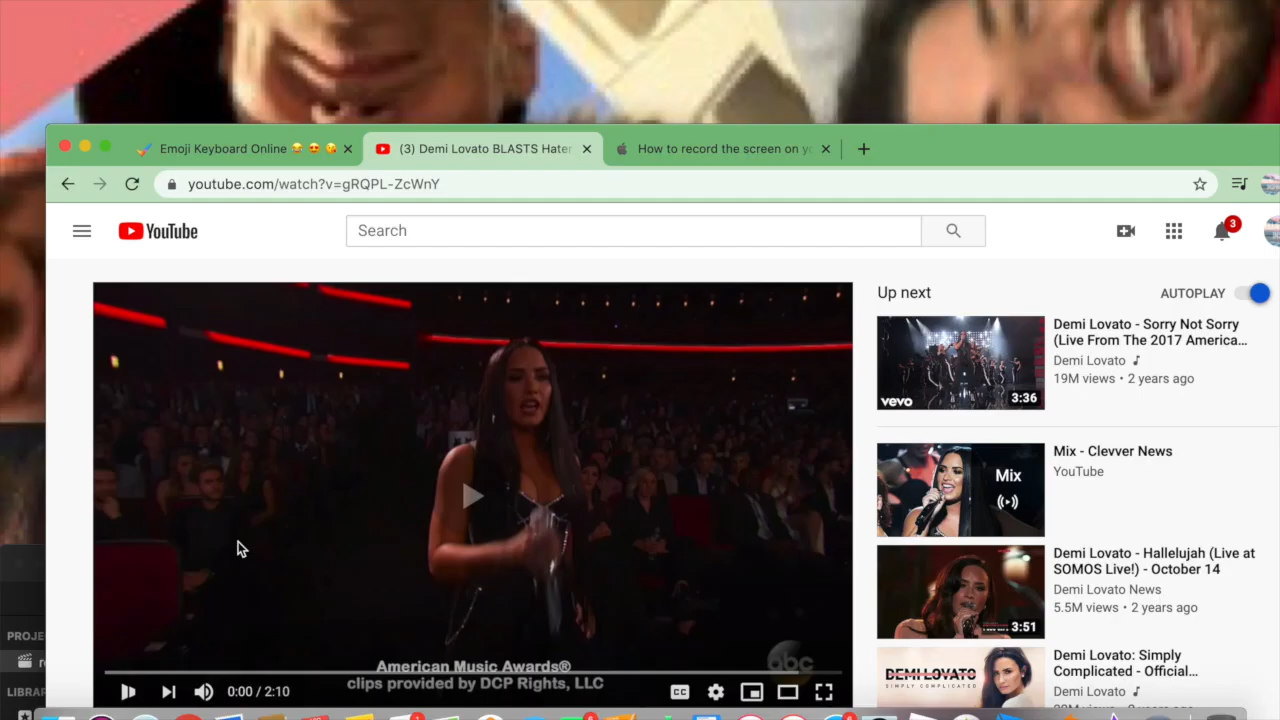 Emoji Keyboard Online 😂 😍 😘
(3) Demi Lovato BLASTS Hater
How to record the screen on yo
youtube.com/watch?v=gRQPL-ZcWnY
YouTube
Search
3
Up next
AUTOPLAY
Demi Lovato - Sorry Not Sorry
(Live From The 2017 America...
Demi Lovato
19M views • 2 years ago
vevo
3:36
Mix - Clevver News
YouTube
Mix
Demi Lovato - Hallelujah (Live at
SOMOS Live!) - October 14
Demi Lovato News
5.5M views • 2 years ago
3:51
Demi Lovato: Simply
Complicated - Official...
Demi Lovato
DEMI LOVATO
SIMPLY COMPLICATED
abc
American Music Awards®
clips provided by DCP Rights, LLC
0:00 / 2:10
CC
PROJE
re
LIBRAR